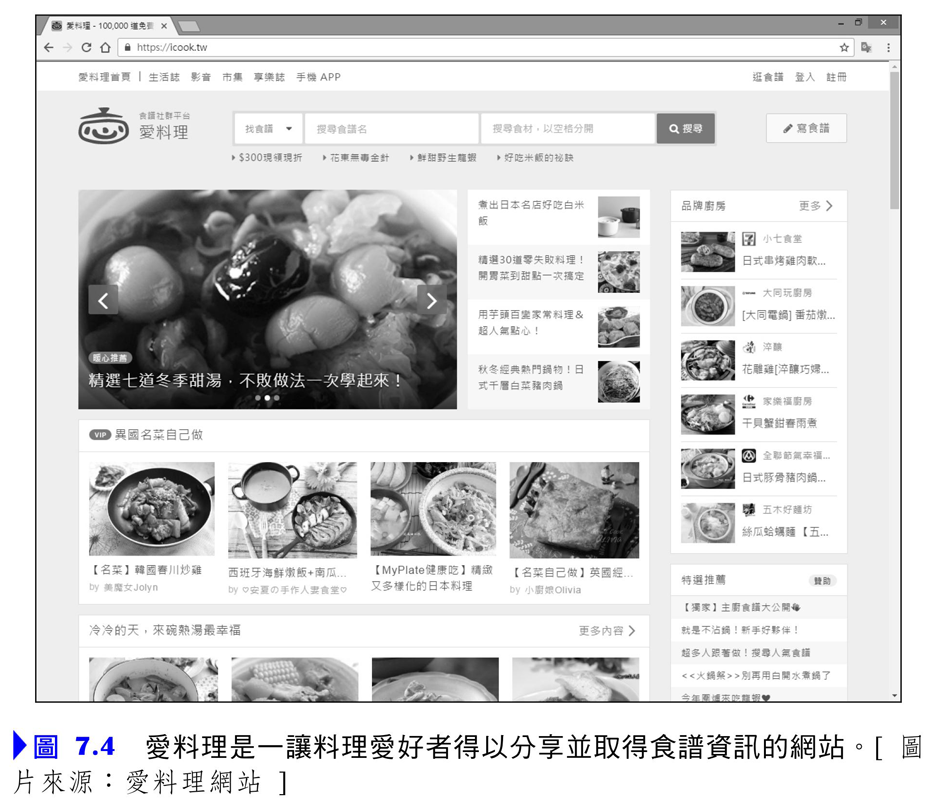 愛料理 - 100,000 道免費
https://icook.tw
愛料理首頁 | 生活誌 影音 市集 享樂誌 手機 APP
逛食譜 登入 註冊
食譜社群平台
愛料理
找食譜
搜尋食譜名
搜尋食材，以空格分開
搜尋
寫食譜
$300現領現折
花東無毒金針
鮮甜野生龍蝦
好吃米飯的祕訣
暖心推薦
精選七道冬季甜湯，不敗做法一次學起來！
煮出日本名店好吃白米
飯
精選30道零失敗料理！
開胃菜到甜點一次搞定
用芋頭百變家常料理&
超人氣點心！
秋冬經典熱門鍋物！日
式千層白菜豬肉鍋
品牌廚房
更多
小七食堂
日式串烤雞肉軟...
大同玩廚房
[大同電鍋] 番茄燉...
淬釀
花雕雞[淬釀巧婦...
家樂福廚房
干貝蟹鉗春雨煮
全聯節氣幸福...
日式豚骨豬肉鍋...
五木好麵坊
絲瓜蛤蠣麵 【五...
VIP 異國名菜自己做
【名菜】韓國春川炒雞
by 美魔女Jolyn
西班牙海鮮燉飯+南瓜...
by ♡安夏の手作人妻食堂♡
【MyPlate健康吃】精緻
又多樣化的日本料理
【名菜自己做】英國經...
by 小廚娘Olivia
特選推薦
贊助
【獨家】主廚食譜大公開
就是不沾鍋！新手好夥伴！
超多人跟著做！搜尋人氣食譜
<<火鍋祭>>別再用白開水煮鍋了
今年圍爐來吃龍蝦♥
冷冷的天，來碗熱湯最幸福
更多內容
圖 7.4 愛料理是一讓料理愛好者得以分享並取得食譜資訊的網站。[ 圖
片來源：愛料理網站 ]